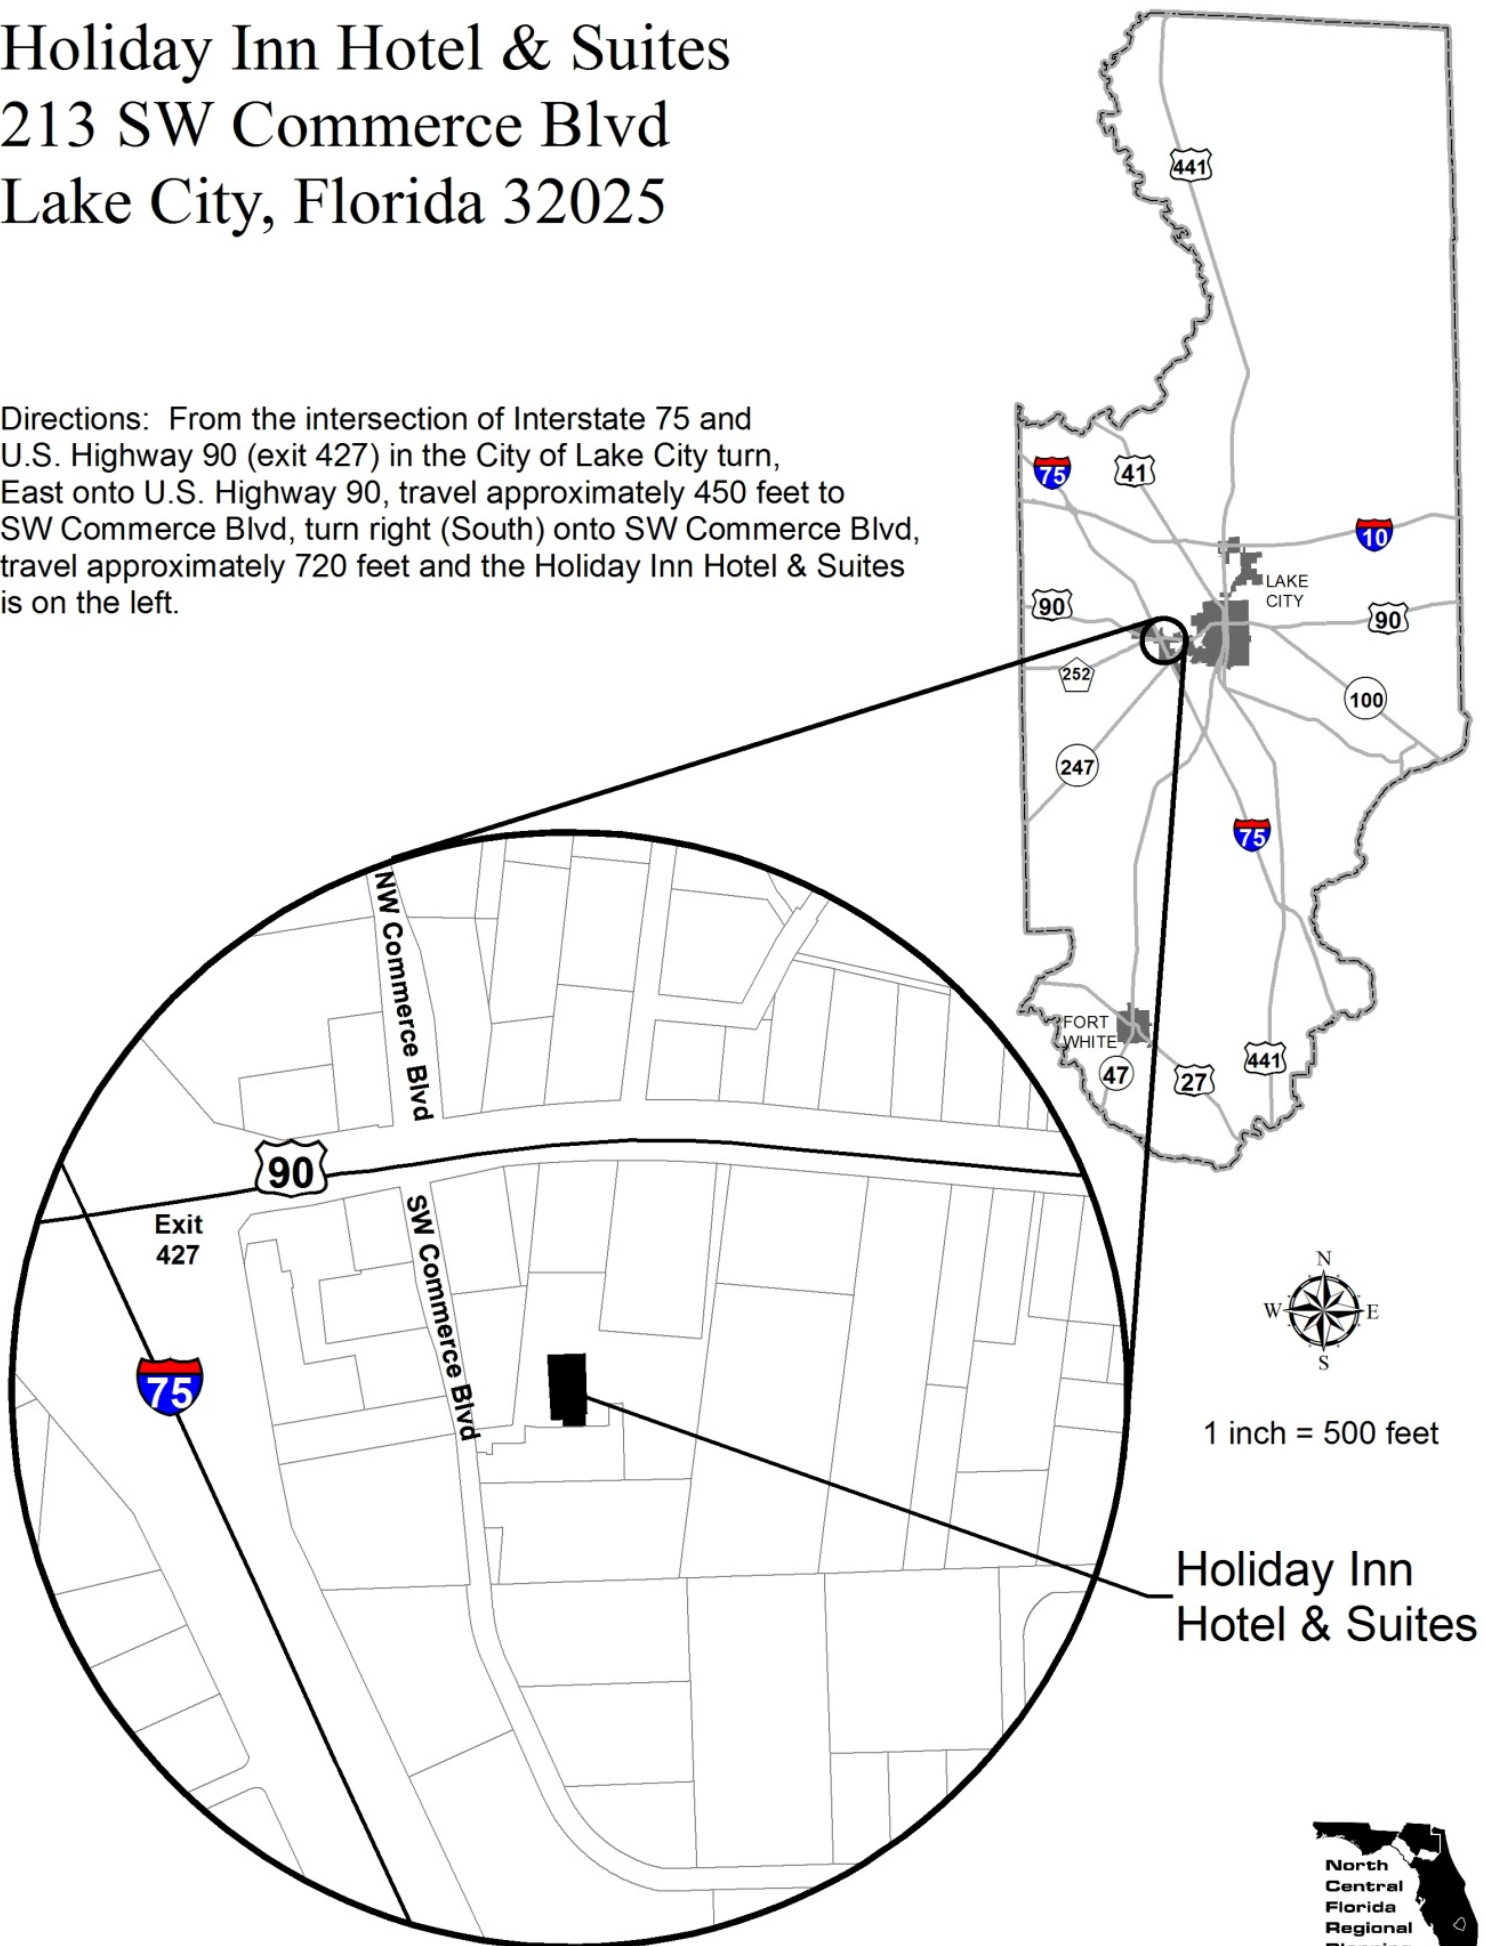 Holiday Inn Hotel & Suites
213 SW Commerce Blvd
Lake City, Florida 32025
Directions: From the intersection of Interstate 75 and
U.S. Highway 90 (exit 427) in the City of Lake City turn,
East onto U.S. Highway 90, travel approximately 450 feet to
SW Commerce Blvd, turn right (South) onto SW Commerce Blvd,
travel approximately 720 feet and the Holiday Inn Hotel & Suites
is on the left.
441
75
41
10
LAKE
CITY
90
90
252
100
247
75
FORT
WHITE
47
27
441
NW Commerce Blvd
90
Exit
427
SW Commerce Blvd
75
N
W E
S
1 inch = 500 feet
Holiday Inn
Hotel & Suites
North
Central
Florida
Regional
Planning